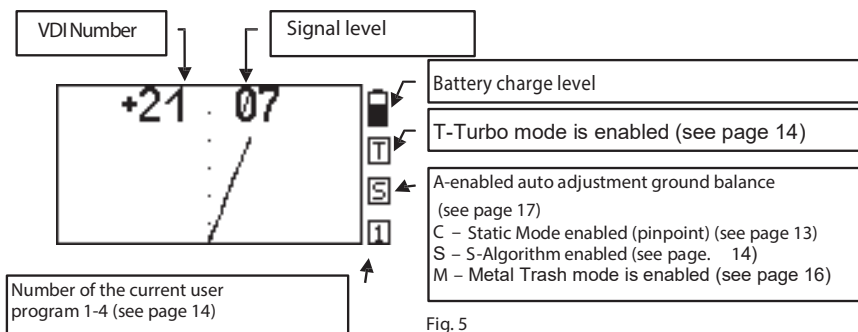 VDI Number
Signal level
+21 07
Battery charge level
T
T-Turbo mode is enabled (see page 14)
S
A-enabled auto adjustment ground balance
(see page 17)
C – Static Mode enabled (pinpoint) (see page 13)
S – S-Algorithm enabled (see page. 14)
M – Metal Trash mode is enabled (see page 16)
1
Number of the current user
program 1-4 (see page 14)
Fig. 5